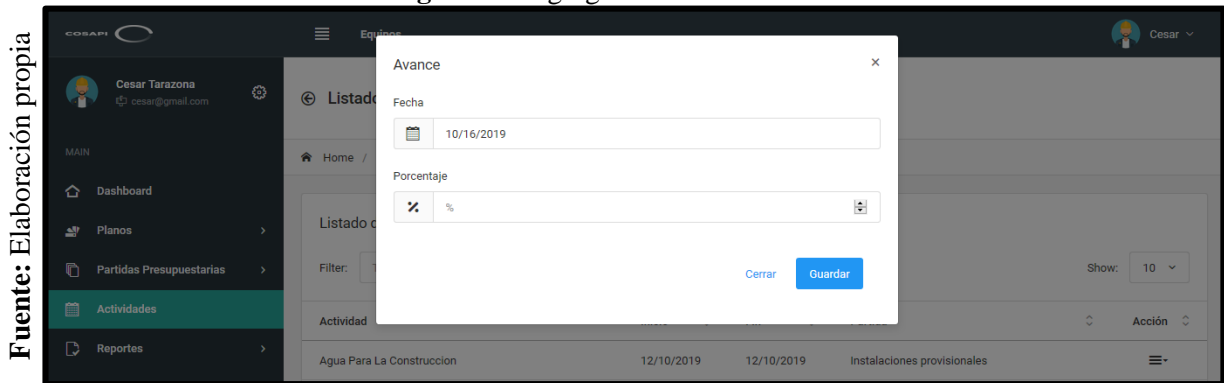 Fuente: Elaboración propia
COSAPI
Equipos
Cesar
Cesar Tarazona
cesar@gmail.com
MAIN
Dashboard
Planos
Partidas Presupuestarias
Actividades
Reportes
Home /
Avance
×
Fecha
10/16/2019
Porcentaje
%
Cerrar
Guardar
Filter:
Show: 10
Actividad
Acción
Agua Para La Construccion 12/10/2019 12/10/2019 Instalaciones provisionales